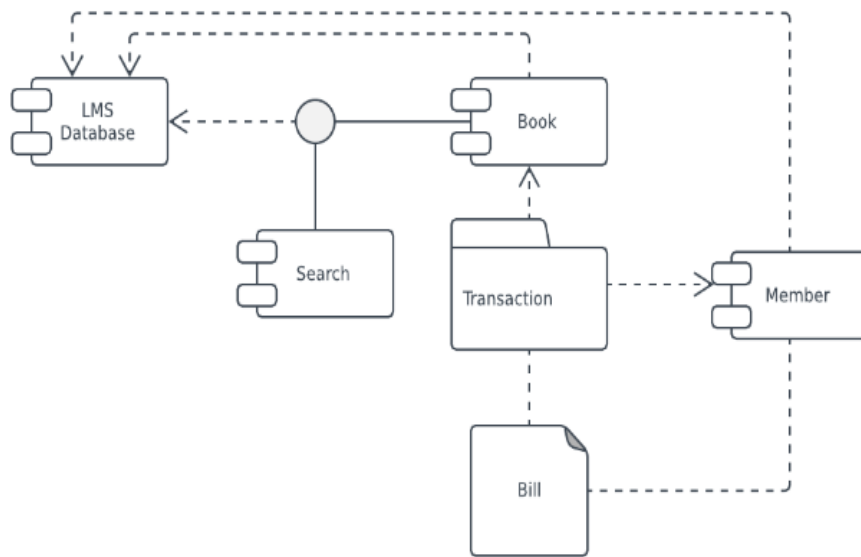 LMS
Database
Book
Search
Transaction
Member
Bill